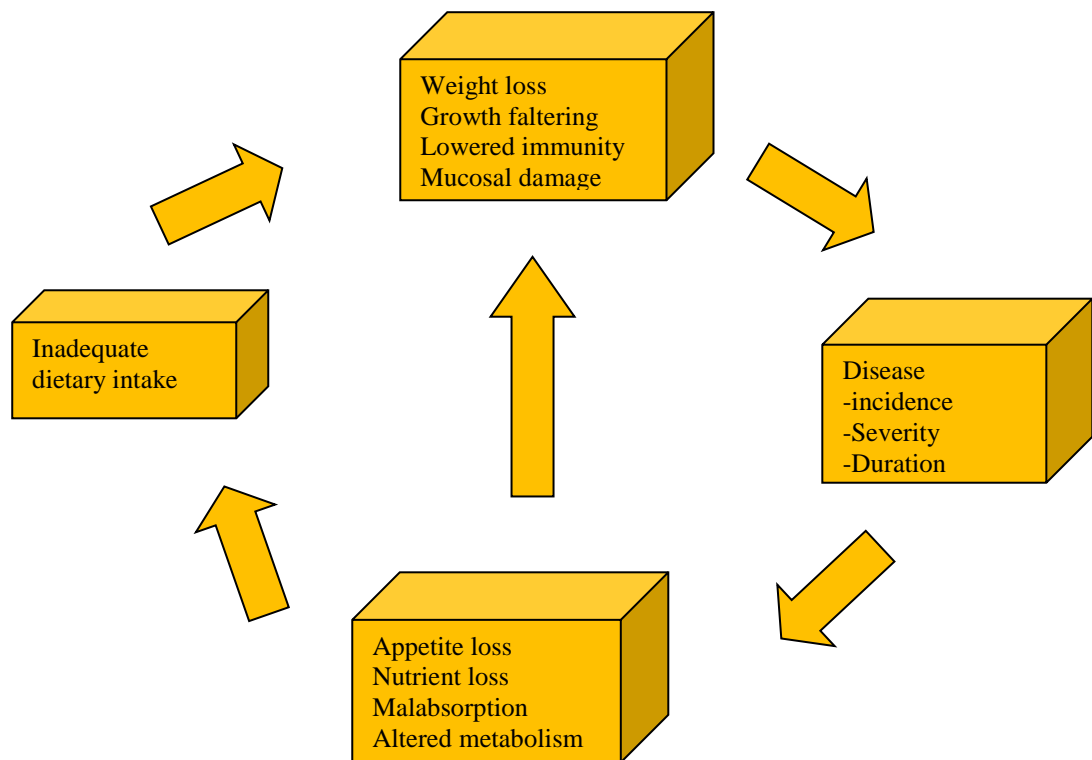 Weight loss
Growth faltering
Lowered immunity
Mucosal damage
Inadequate
dietary intake
Disease
-incidence
-Severity
-Duration
Appetite loss
Nutrient loss
Malabsorption
Altered metabolism